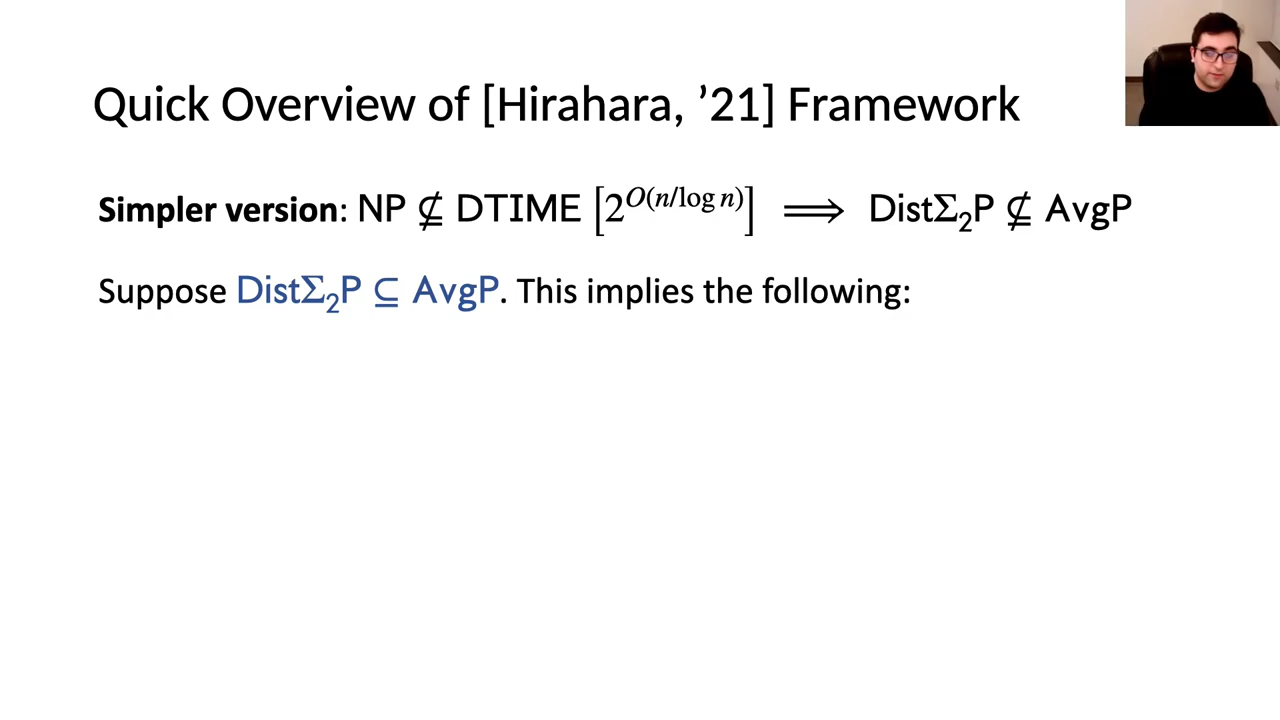 Quick Overview of [Hirahara, ’21] Framework
Simpler version: NP ⊈ DTIME [2^{O(n/log n)}] ⟹ DistΣ₂P ⊈ AvgP
Suppose DistΣ₂P ⊆ AvgP. This implies the following: